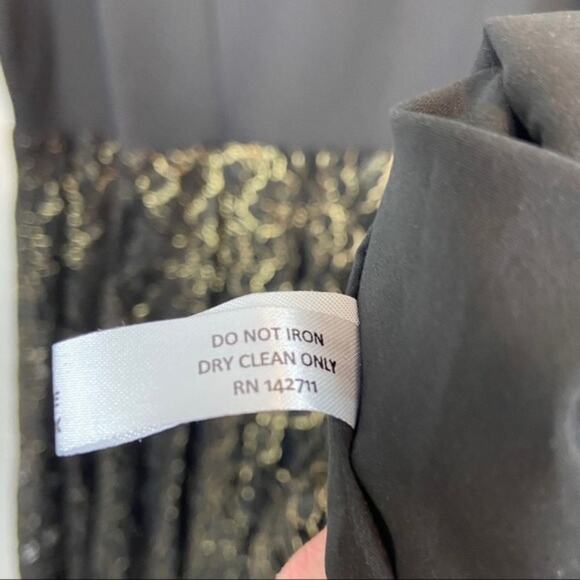 DO NOT IRON
DRY CLEAN ONLY
RN 142711